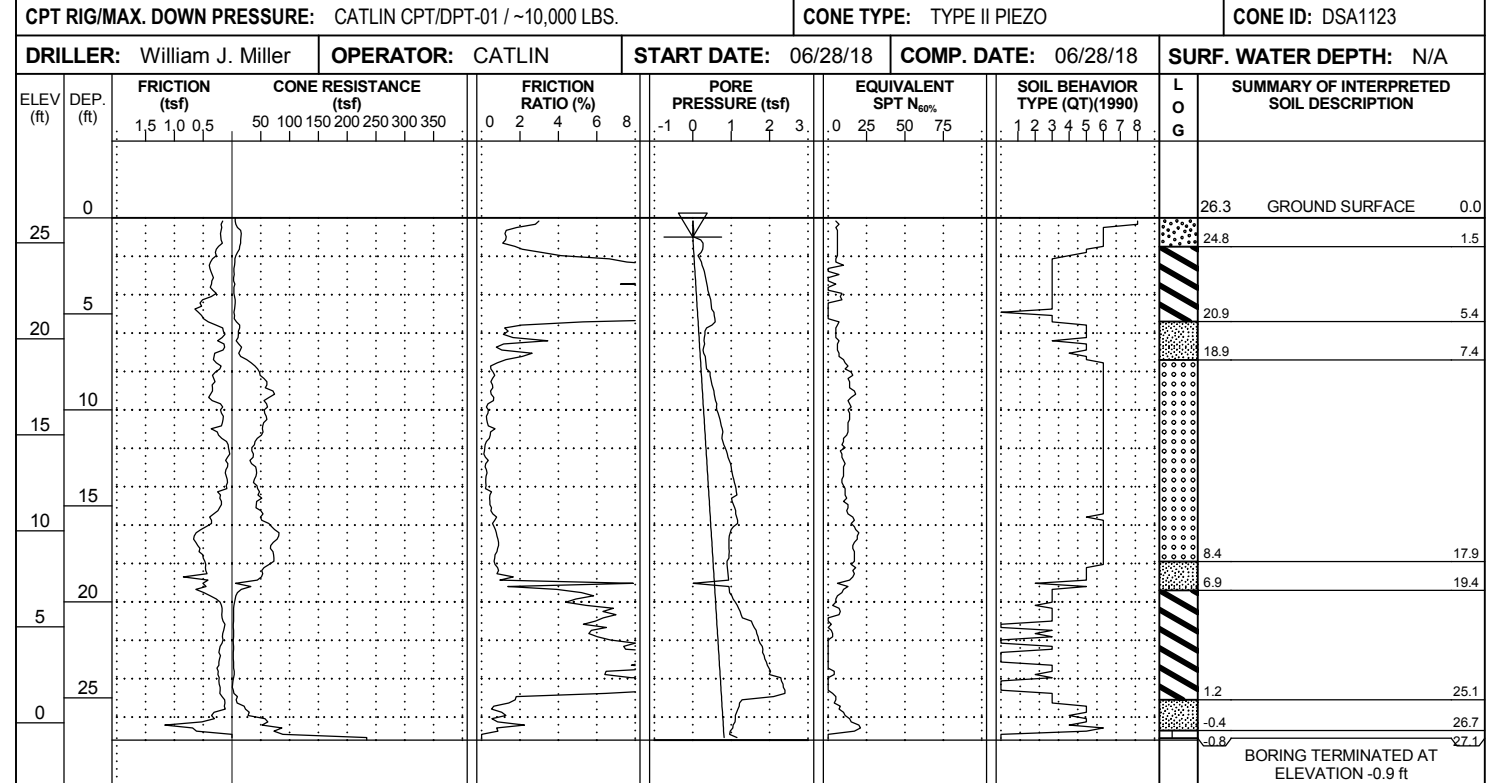 CPT RIG/MAX. DOWN PRESSURE: CATLIN CPT/DPT-01 / ~10,000 LBS. CONE TYPE: TYPE II PIEZO CONE ID: DSA1123
DRILLER: William J. Miller OPERATOR: CATLIN START DATE: 06/28/18 COMP. DATE: 06/28/18 SURF. WATER DEPTH: N/A
ELEV (ft)
DEP. (ft)
FRICTION (tsf)
1,5 1,0 0,5
CONE RESISTANCE (tsf)
50 100 150 200 250 300 350
FRICTION RATIO (%)
0 2 4 6 8
PORE PRESSURE (tsf)
-1 0 1 2 3
EQUIVALENT SPT N60%
0 25 50 75
SOIL BEHAVIOR TYPE (QT)(1990)
1 2 3 4 5 6 7 8
L
O
G
SUMMARY OF INTERPRETED SOIL DESCRIPTION
0
26.3 GROUND SURFACE 0.0
25
24.8 1.5
5
20.9 5.4
20
18.9 7.4
10
15
15
10
8.4 17.9
6.9 19.4
20
5
25
1.2 25.1
0
-0.4 26.7
-0.8 27.1
BORING TERMINATED AT
ELEVATION -0.9 ft